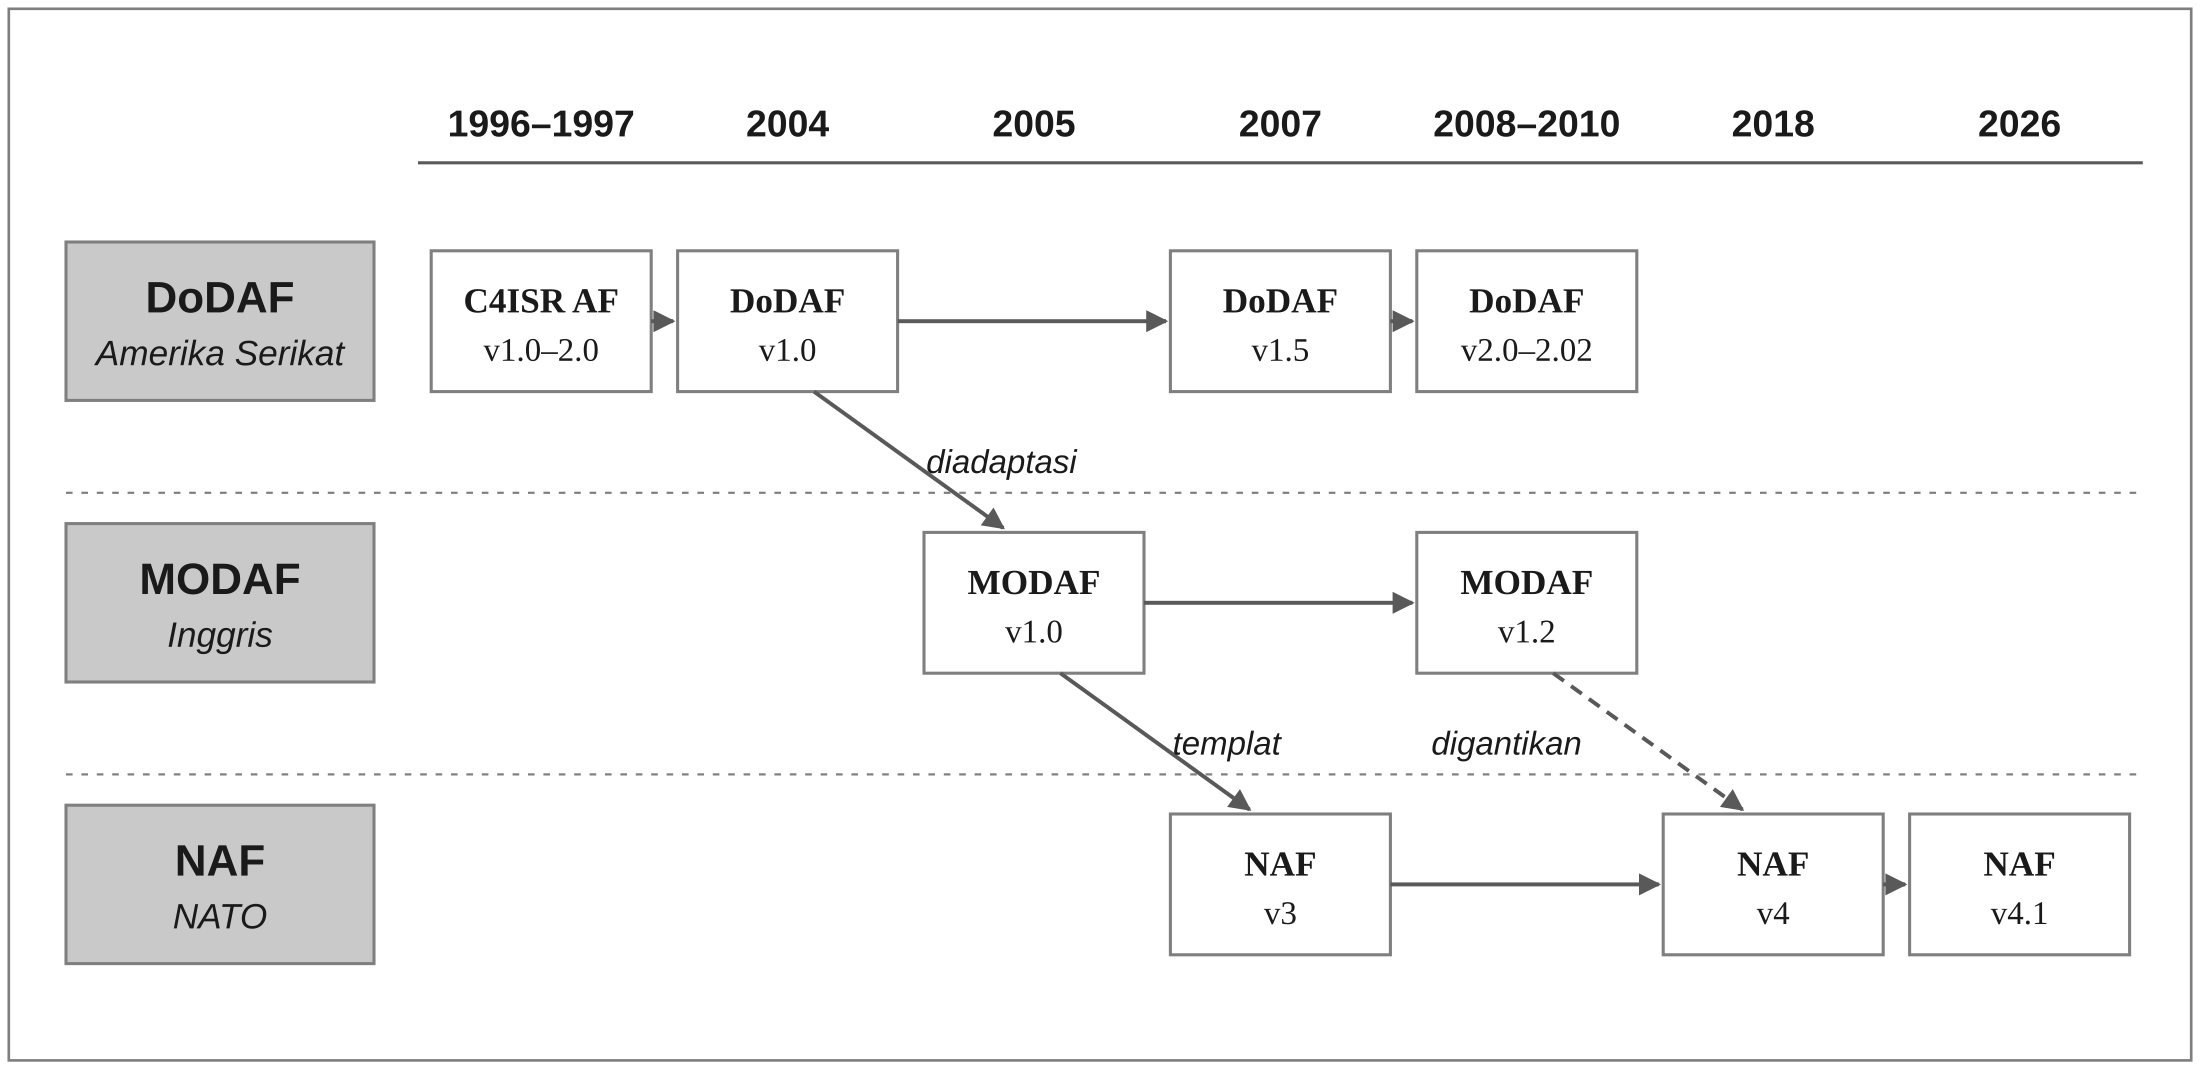 1996–1997 2004 2005 2007 2008–2010 2018 2026
DoDAF
Amerika Serikat
C4ISR AF
v1.0–2.0
DoDAF
v1.0
DoDAF
v1.5
DoDAF
v2.0–2.02
diadaptasi
MODAF
Inggris
MODAF
v1.0
MODAF
v1.2
templat
digantikan
NAF
NATO
NAF
v3
NAF
v4
NAF
v4.1